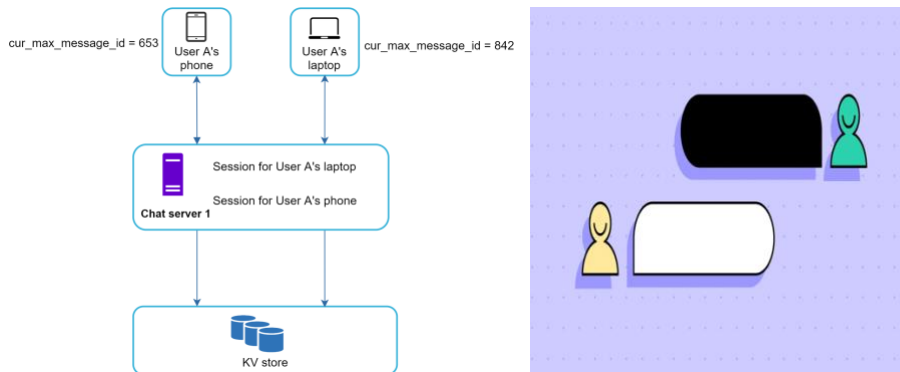 cur_max_message_id = 653
User A's
phone
User A's
laptop
cur_max_message_id = 842
Session for User A's laptop
Session for User A's phone
Chat server 1
KV store